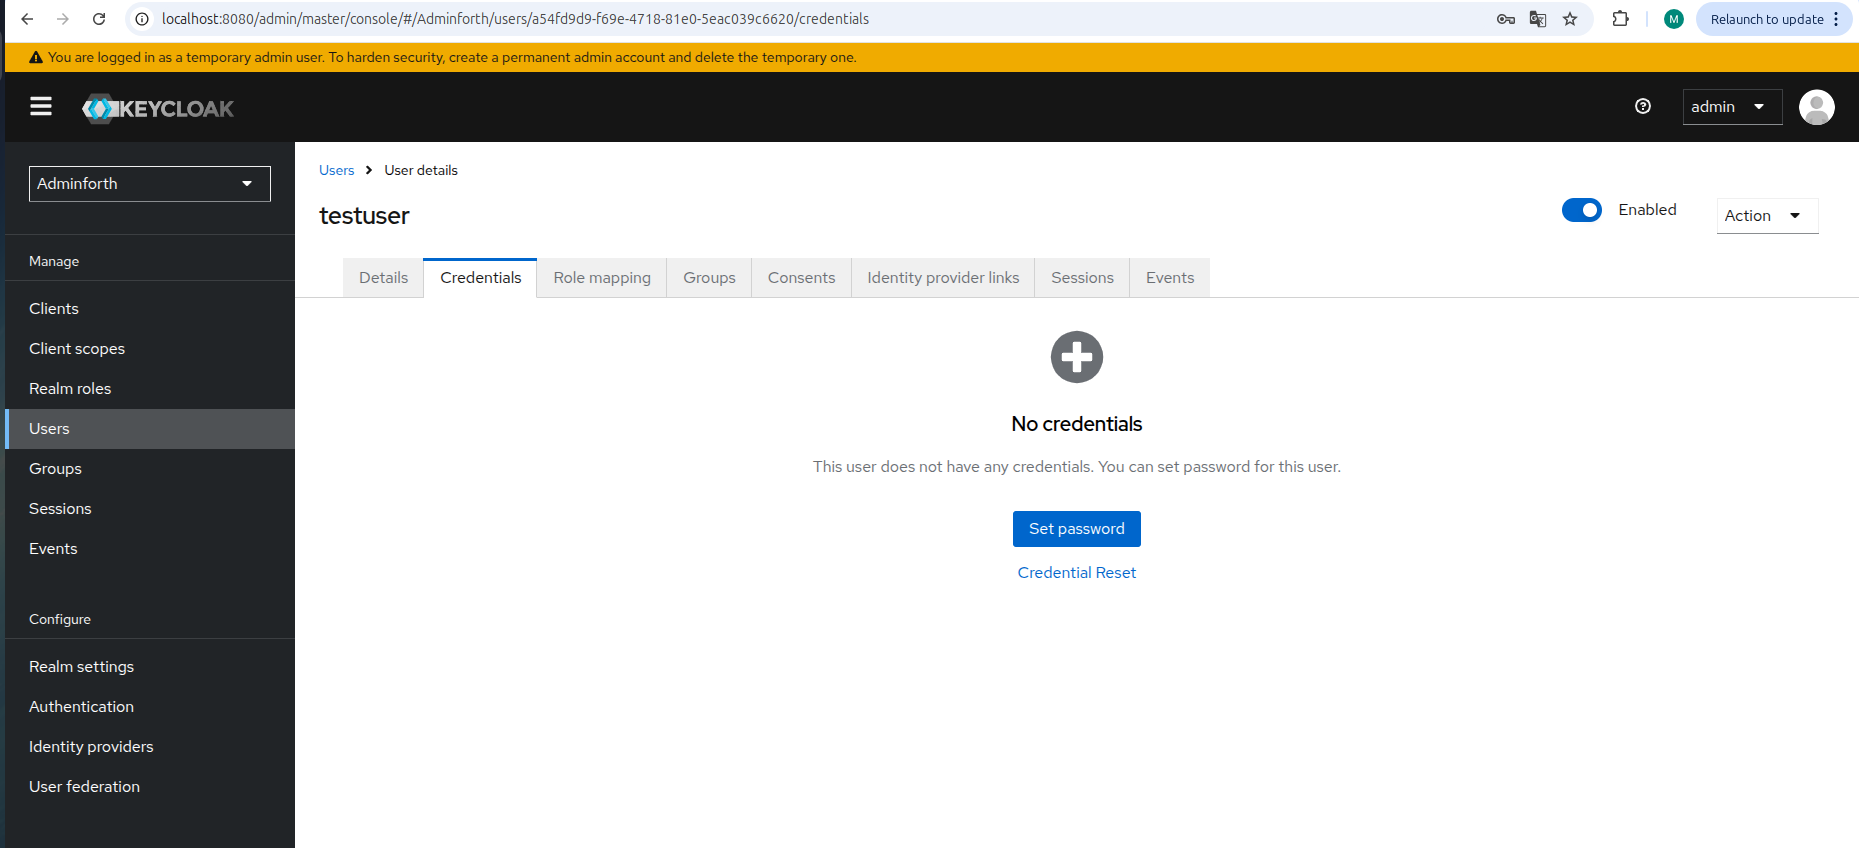 localhost:8080/admin/master/console/#/Adminforth/users/a54fd9d9-f69e-4718-81e0-5eac039c6620/credentials
M
Relaunch to update
You are logged in as a temporary admin user. To harden security, create a permanent admin account and delete the temporary one.
KEYCLOAK
admin
Adminforth
Manage
Clients
Client scopes
Realm roles
Users
Groups
Sessions
Events
Configure
Realm settings
Authentication
Identity providers
User federation
Users > User details
testuser
Enabled
Action
Details Credentials Role mapping Groups Consents Identity provider links Sessions Events
No credentials
This user does not have any credentials. You can set password for this user.
Set password
Credential Reset